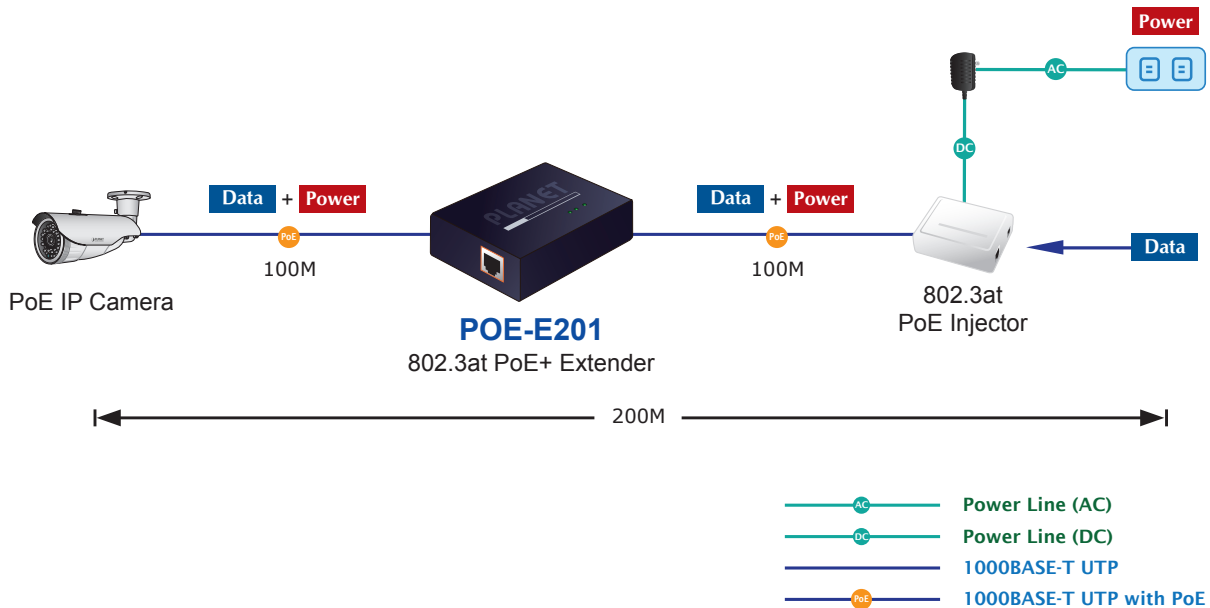 Power
AC
DC
Data + Power
Data + Power
PoE
PoE
Data
PLANET
100M
100M
PoE IP Camera
802.3at
PoE Injector
POE-E201
802.3at PoE+ Extender
200M
AC Power Line (AC)
DC Power Line (DC)
1000BASE-T UTP
PoE 1000BASE-T UTP with PoE